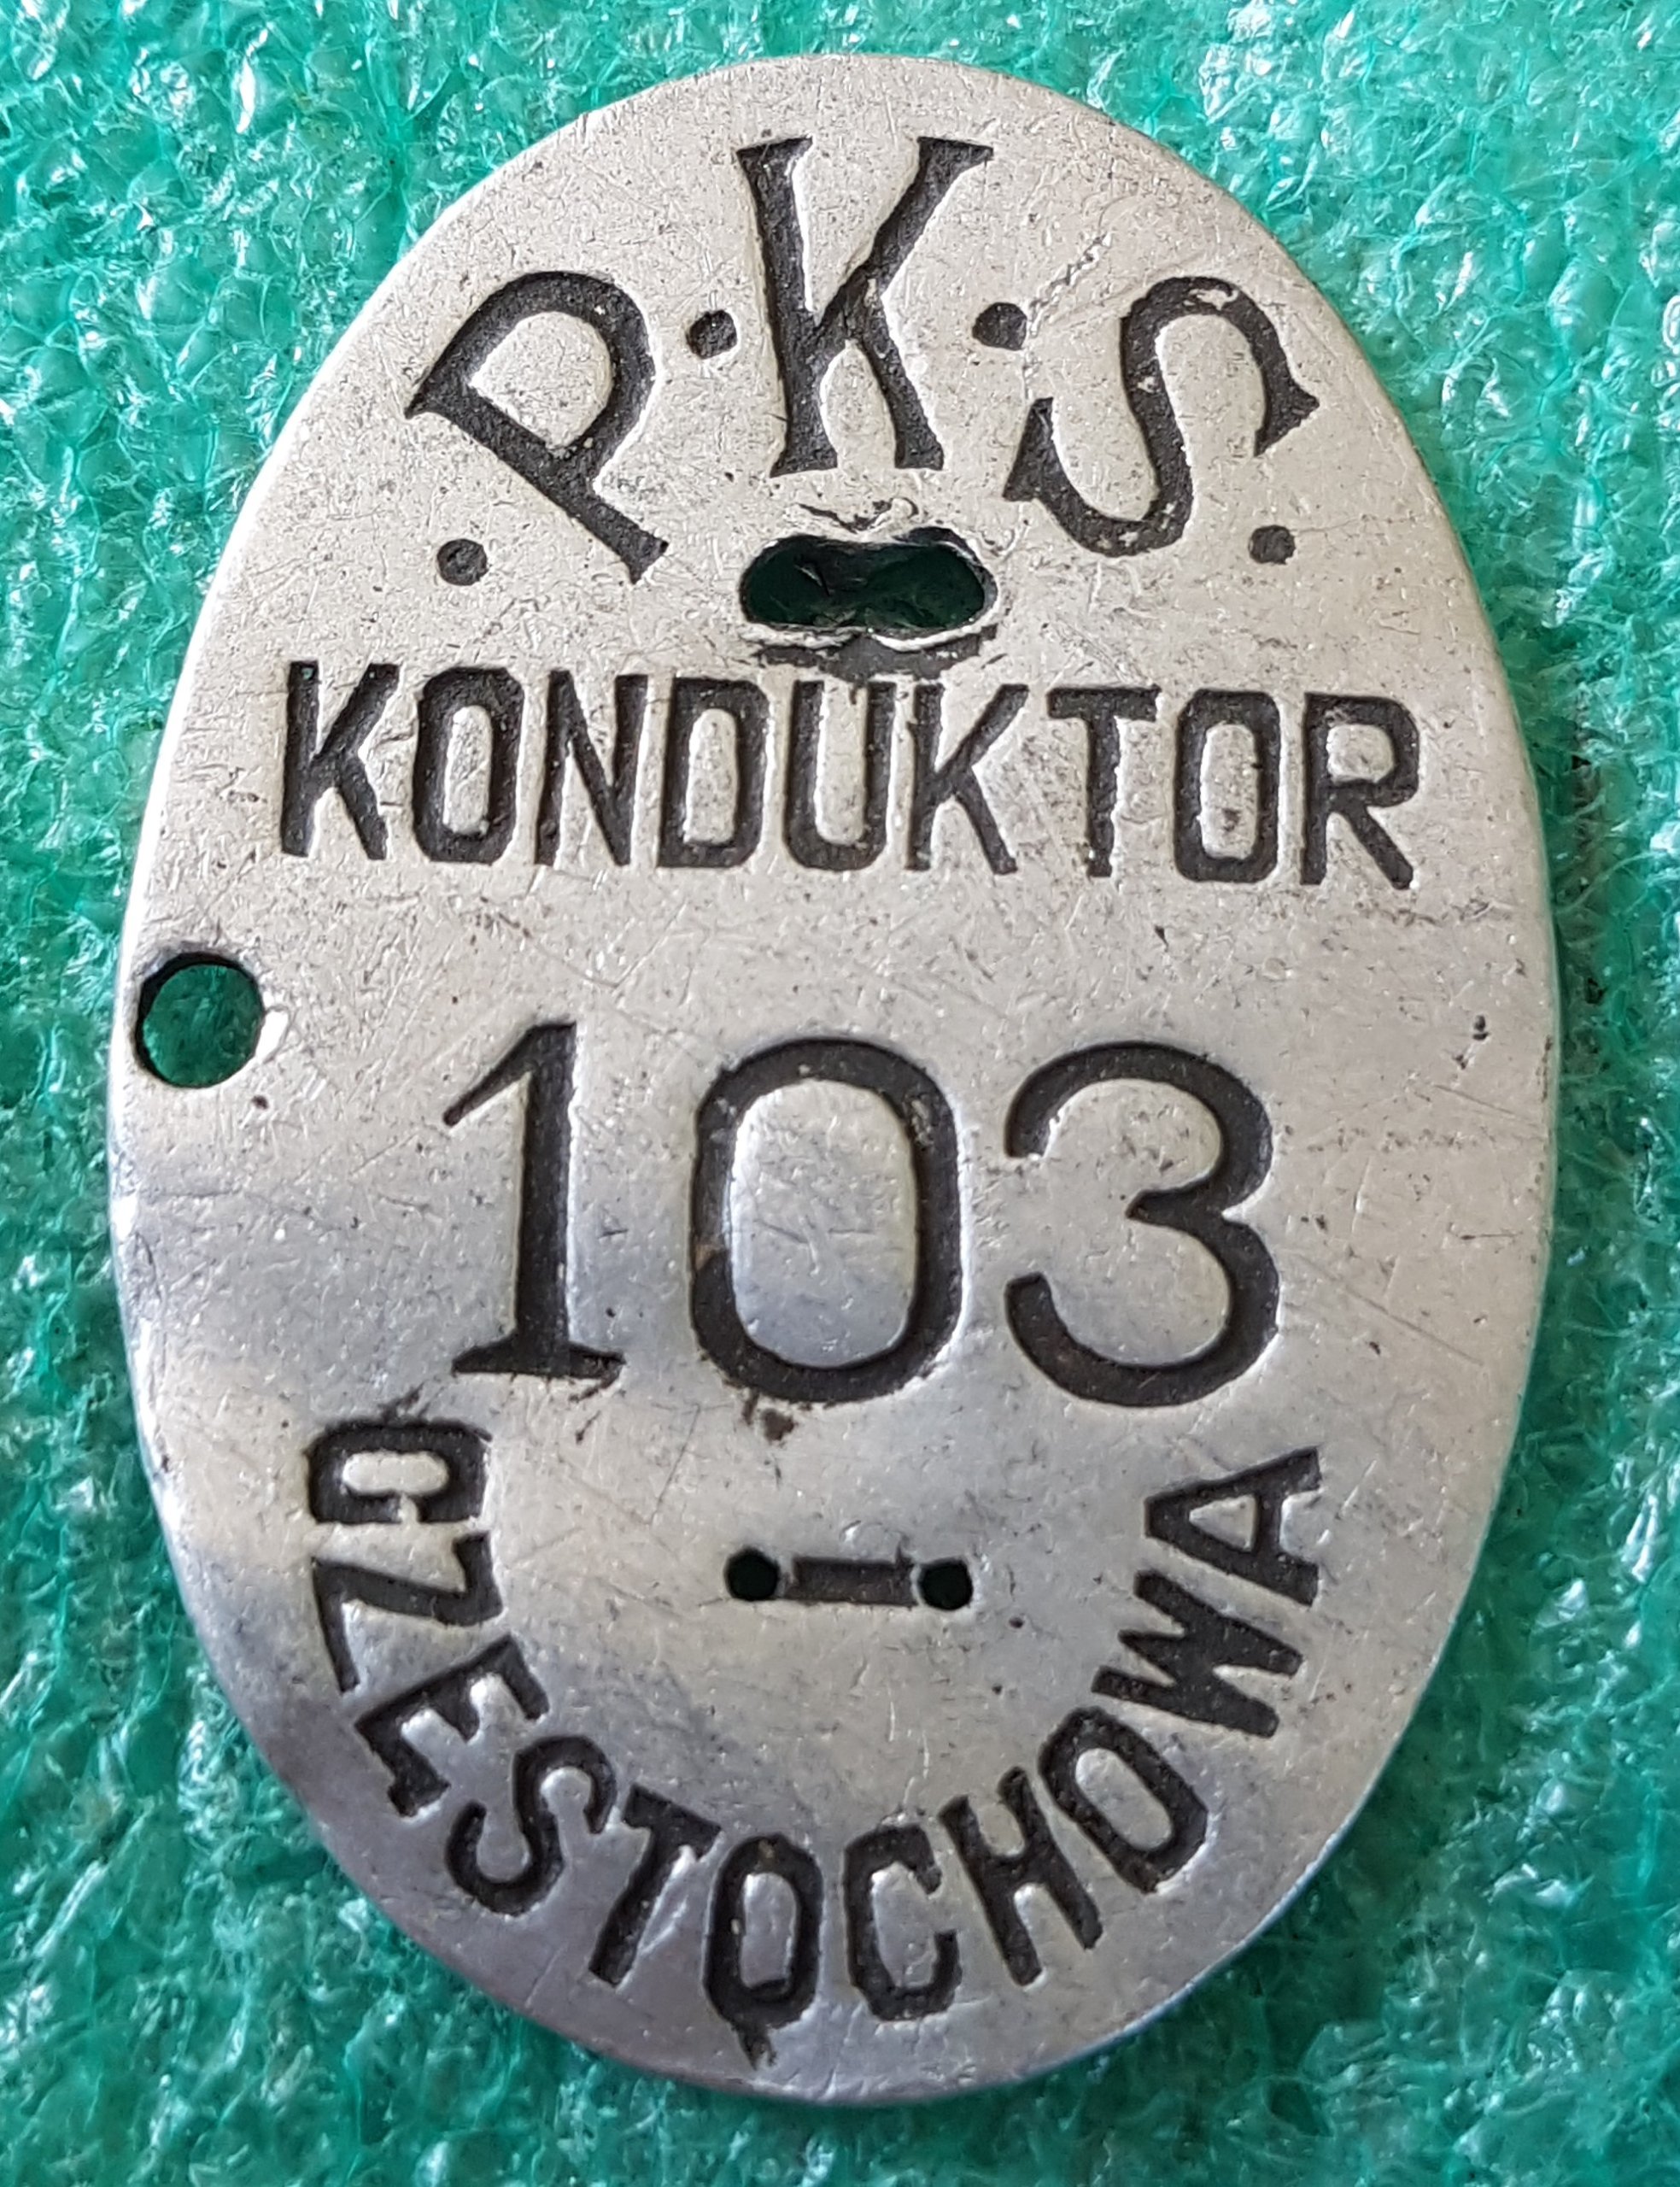 .P.K.S.
KONDUKTOR
103
CZESTOCHOWA